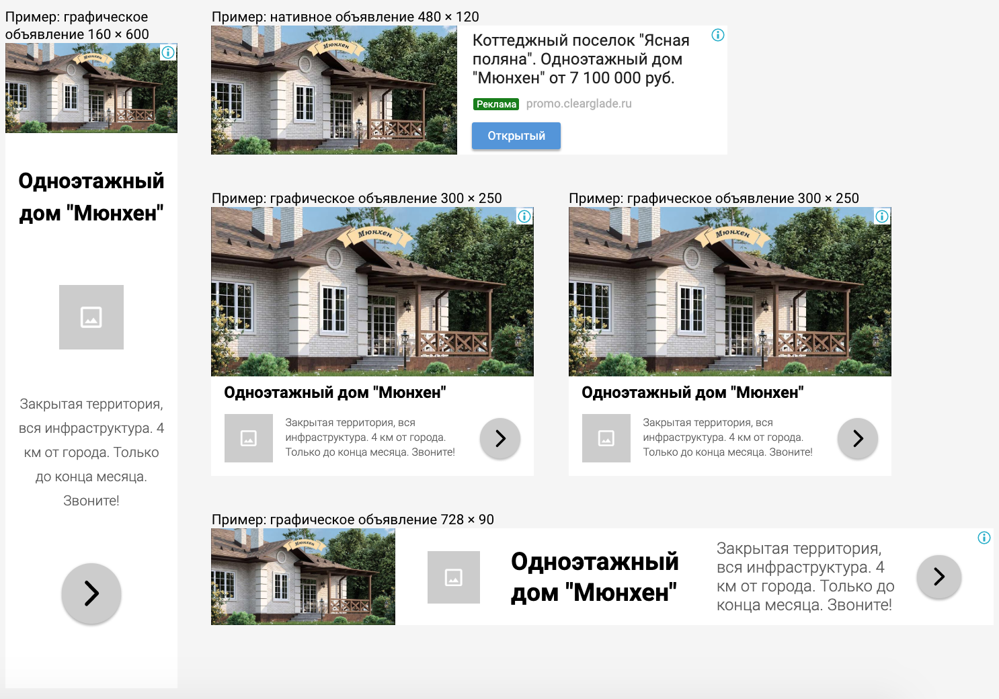 Пример: графическое
объявление 160 × 600
Мюнхен
Одноэтажный
дом "Мюнхен"
Закрытая территория,
вся инфраструктура. 4
км от города. Только
до конца месяца.
Звоните!
Пример: нативное объявление 480 × 120
Мюнхен
Коттеджный поселок "Ясная
поляна". Одноэтажный дом
"Мюнхен" от 7 100 000 руб.
Реклама promo.clearglade.ru
Открытый
Пример: графическое объявление 300 × 250
Мюнхен
Одноэтажный дом "Мюнхен"
Закрытая территория, вся
инфраструктура. 4 км от города.
Только до конца месяца. Звоните!
Пример: графическое объявление 300 × 250
Мюнхен
Одноэтажный дом "Мюнхен"
Закрытая территория, вся
инфраструктура. 4 км от города.
Только до конца месяца. Звоните!
Пример: графическое объявление 728 × 90
Мюнхен
Одноэтажный
дом "Мюнхен"
Закрытая территория,
вся инфраструктура. 4
км от города. Только до
конца месяца. Звоните!